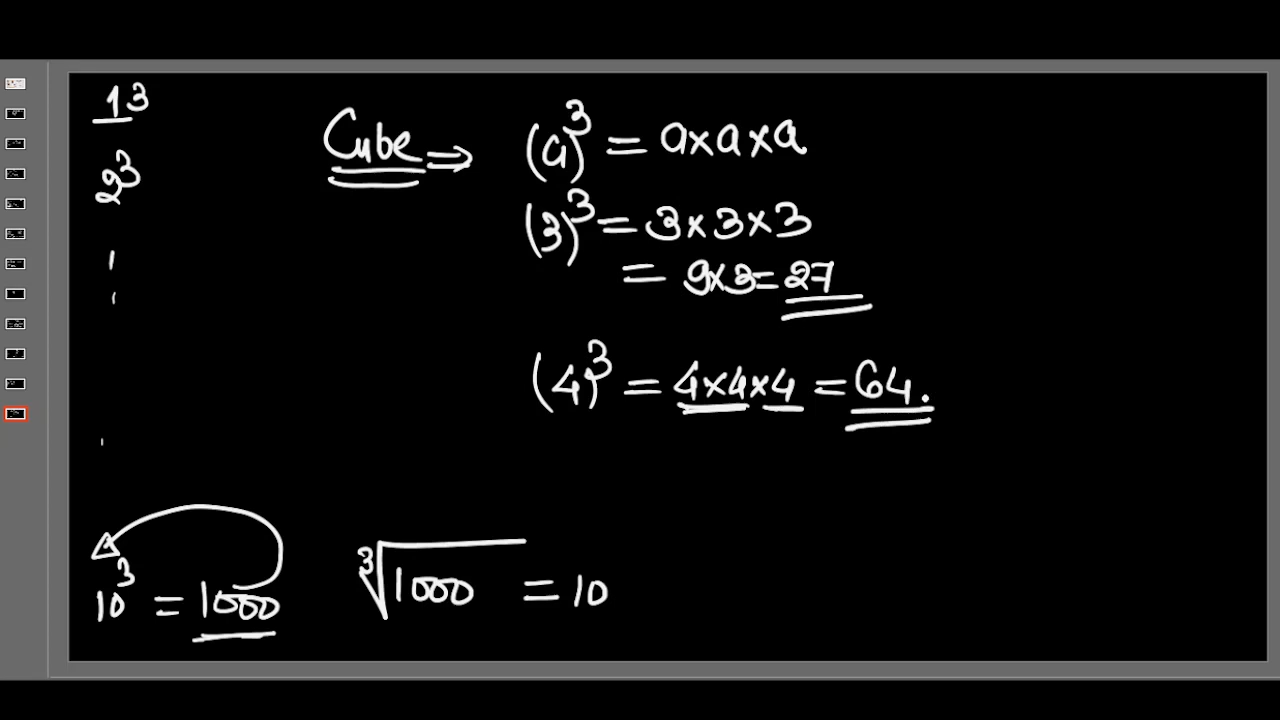 1³
2³
Cube ⇒ (a)³ = a×a×a
(3)³ = 3×3×3
= 9×3 = 27
(4)³ = 4×4×4 = 64.
10³ = 1000
∛1000 = 10